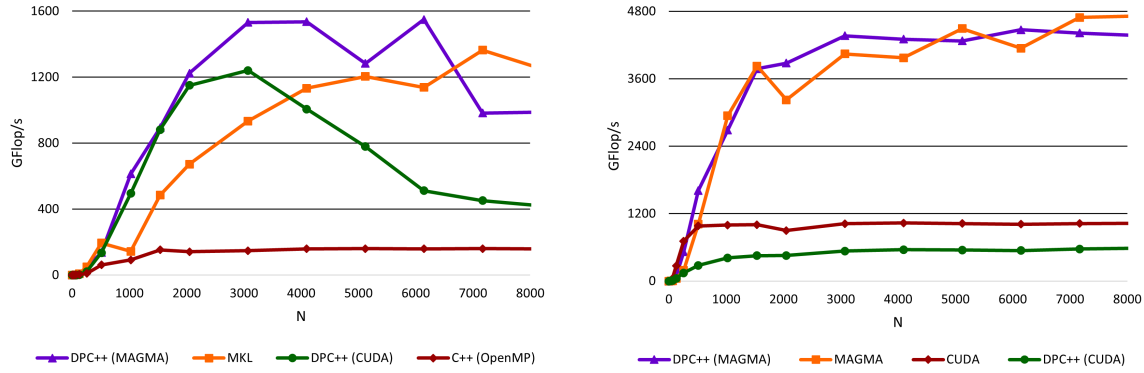 1600
1200
800
400
0
GFlop/s
0 1000 2000 3000 4000 5000 6000 7000 8000
N
DPC++ (MAGMA) MKL DPC++ (CUDA) C++ (OpenMP)
4800
3600
2400
1200
0
GFlop/s
0 1000 2000 3000 4000 5000 6000 7000 8000
N
DPC++ (MAGMA) MAGMA CUDA DPC++ (CUDA)